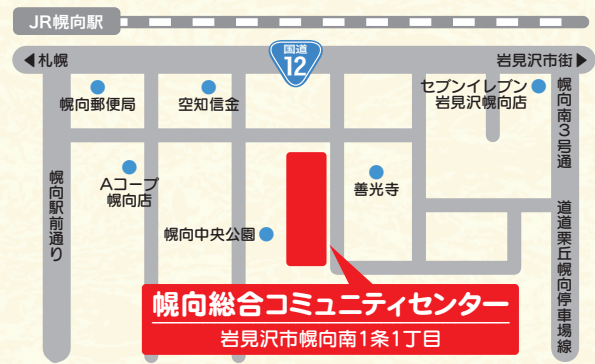 JR幌向駅
◀札幌
国道
12
岩見沢市街▶
幌向郵便局
空知信金
セブンイレブン
岩見沢幌向店
幌向南3号通
Aコープ
幌向店
善光寺
幌向駅前通り
幌向中央公園
道道栗丘幌向停車場線
幌向総合コミュニティセンター
岩見沢市幌向南1条1丁目